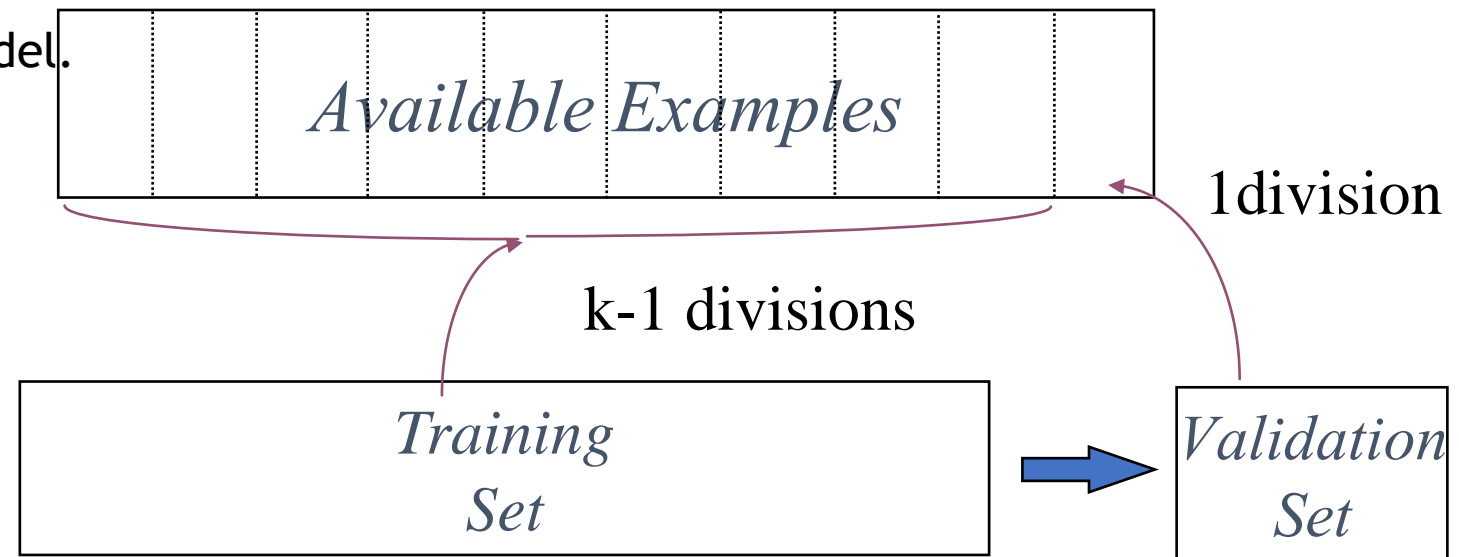 del.
Available Examples
1division
k-1 divisions
Training
Set
Validation
Set